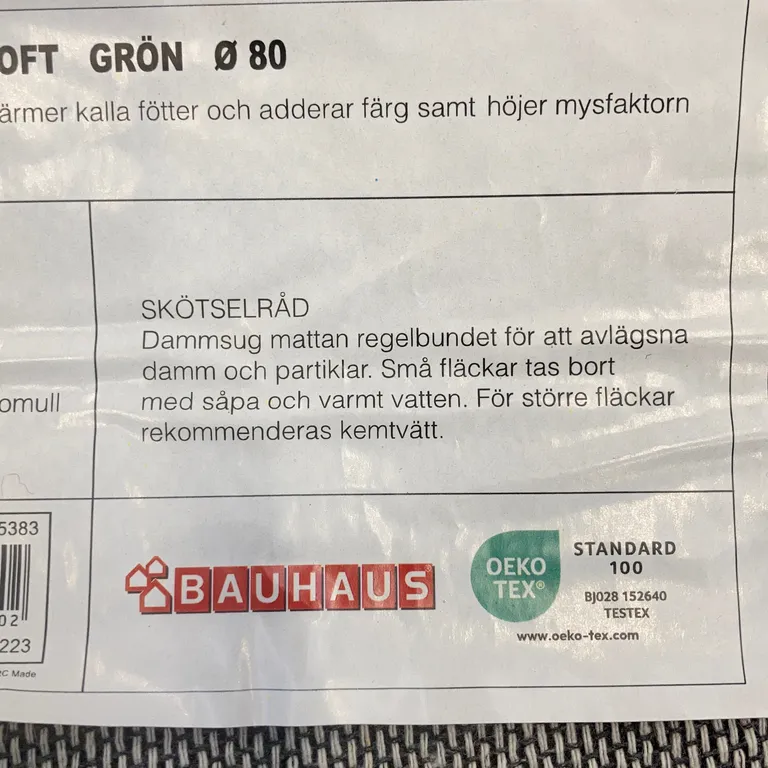 OFT GRÖN Ø 80
ärmer kalla fötter och adderar färg samt höjer mysfaktorn
SKÖTSELRÅD
Dammsug mattan regelbundet för att avlägsna
damm och partiklar. Små fläckar tas bort
med såpa och varmt vatten. För större fläckar
rekommenderas kemtvätt.
omull
5383
02
223
RC Made
BAUHAUS
OEKO
TEX®
STANDARD
100
BJ028 152640
TESTEX
www.oeko-tex.com